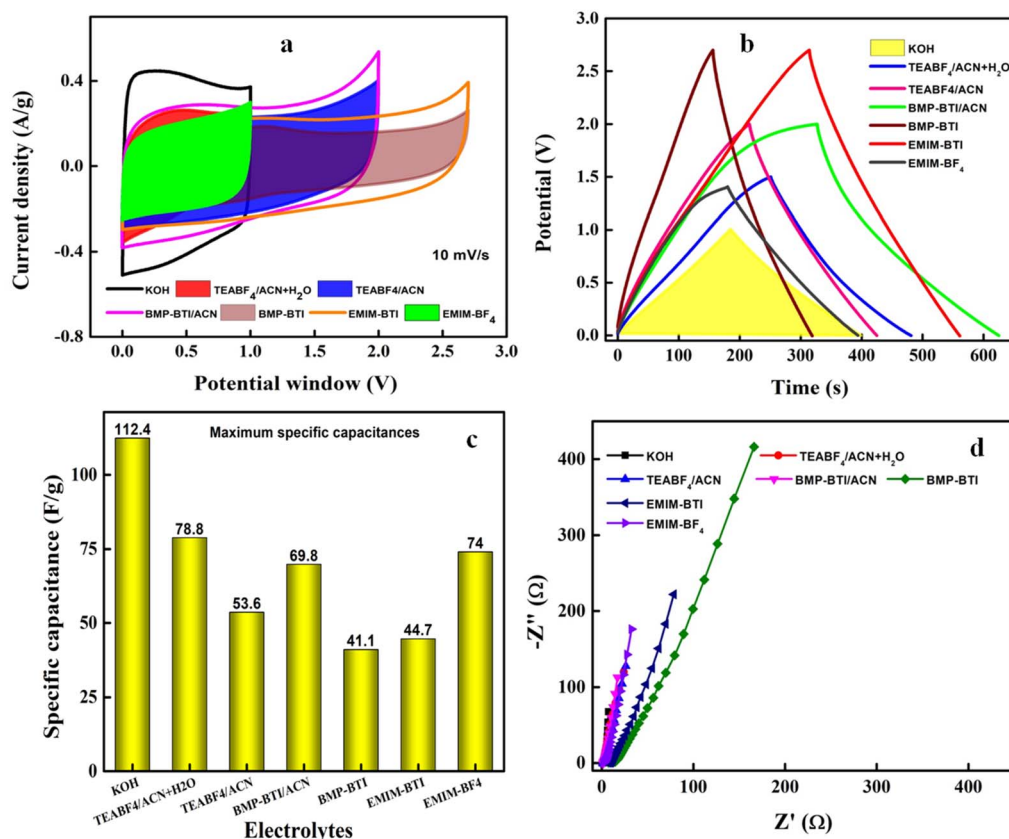 a
Current density (A/g)
0.4
0.0
-0.4
-0.8
10 mV/s
KOH TEABF4/ACN+H2O TEABF4/ACN
BMP-BTI/ACN BMP-BTI EMIM-BTI EMIM-BF4
0.0 0.5 1.0 1.5 2.0 2.5 3.0
Potential window (V)
b
Potential (V)
3.0
2.5
2.0
1.5
1.0
0.5
0.0
KOH
TEABF4/ACN+H2O
TEABF4/ACN
BMP-BTI/ACN
BMP-BTI
EMIM-BTI
EMIM-BF4
0 100 200 300 400 500 600
Time (s)
Maximum specific capacitances
c
Specific capacitance (F/g)
100
75
50
25
0
112.4
78.8
53.6
69.8
41.1
44.7
74
KOH
TEABF4/ACN+H2O
TEABF4/ACN
BMP-BTI/ACN
BMP-BTI
EMIM-BTI
EMIM-BF4
Electrolytes
d
-Z" (Ω)
400
300
200
100
0
KOH TEABF4/ACN+H2O
TEABF4/ACN BMP-BTI/ACN BMP-BTI
EMIM-BTI
EMIM-BF4
0 100 200 300 400
Z' (Ω)